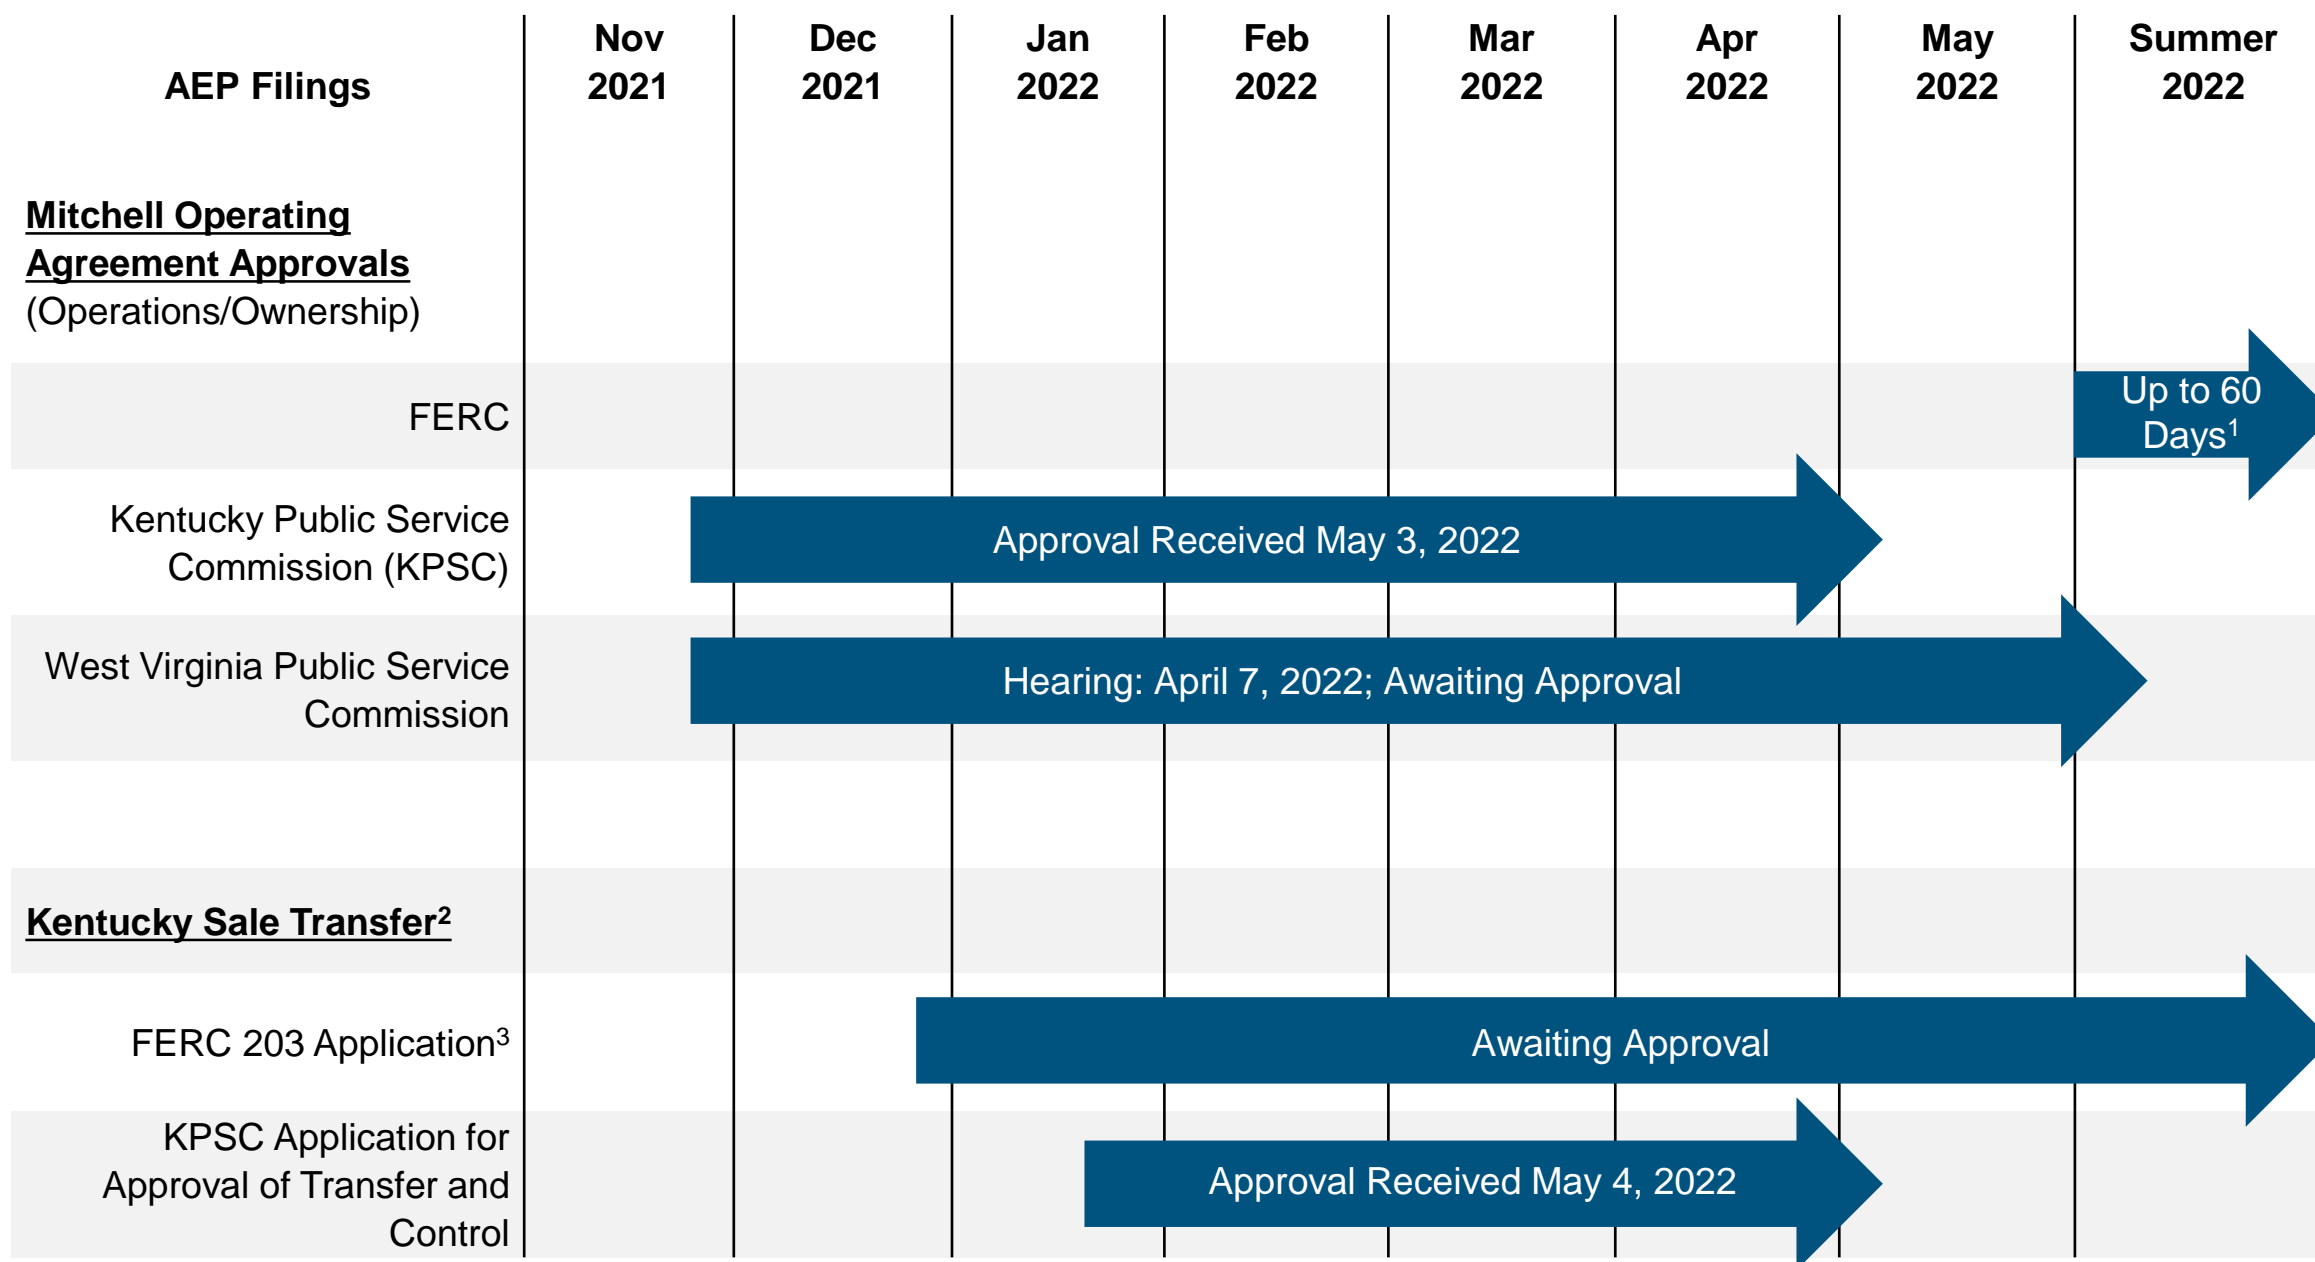 AEP Filings
Nov
2021
Dec
2021
Jan
2022
Feb
2022
Mar
2022
Apr
2022
May
2022
Summer
2022
Mitchell Operating
Agreement Approvals
(Operations/Ownership)
FERC
Up to 60
Days¹
Kentucky Public Service
Commission (KPSC)
Approval Received May 3, 2022
West Virginia Public Service
Commission
Hearing: April 7, 2022; Awaiting Approval
Kentucky Sale Transfer²
FERC 203 Application³
Awaiting Approval
KPSC Application for
Approval of Transfer and
Control
Approval Received May 4, 2022